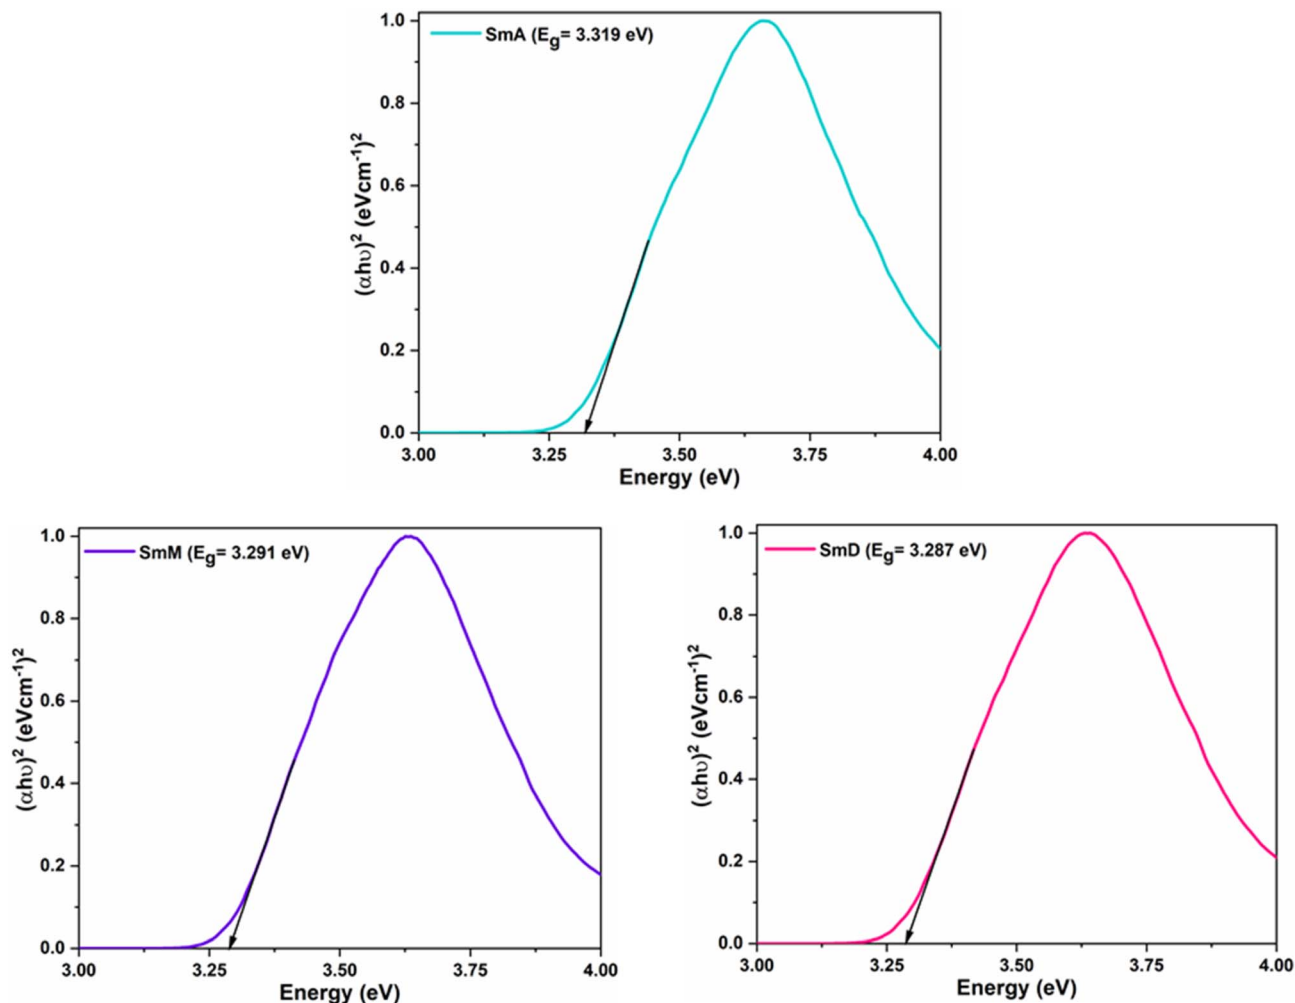 SmA (Eg= 3.319 eV)
(αhυ)² (eVcm⁻¹)²
1.0
0.8
0.6
0.4
0.2
0.0
3.00 3.25 3.50 3.75 4.00
Energy (eV)
SmM (Eg= 3.291 eV)
(αhυ)² (eVcm⁻¹)²
1.0
0.8
0.6
0.4
0.2
0.0
3.00 3.25 3.50 3.75 4.00
Energy (eV)
SmD (Eg= 3.287 eV)
(αhυ)² (eVcm⁻¹)²
1.0
0.8
0.6
0.4
0.2
0.0
3.00 3.25 3.50 3.75 4.00
Energy (eV)